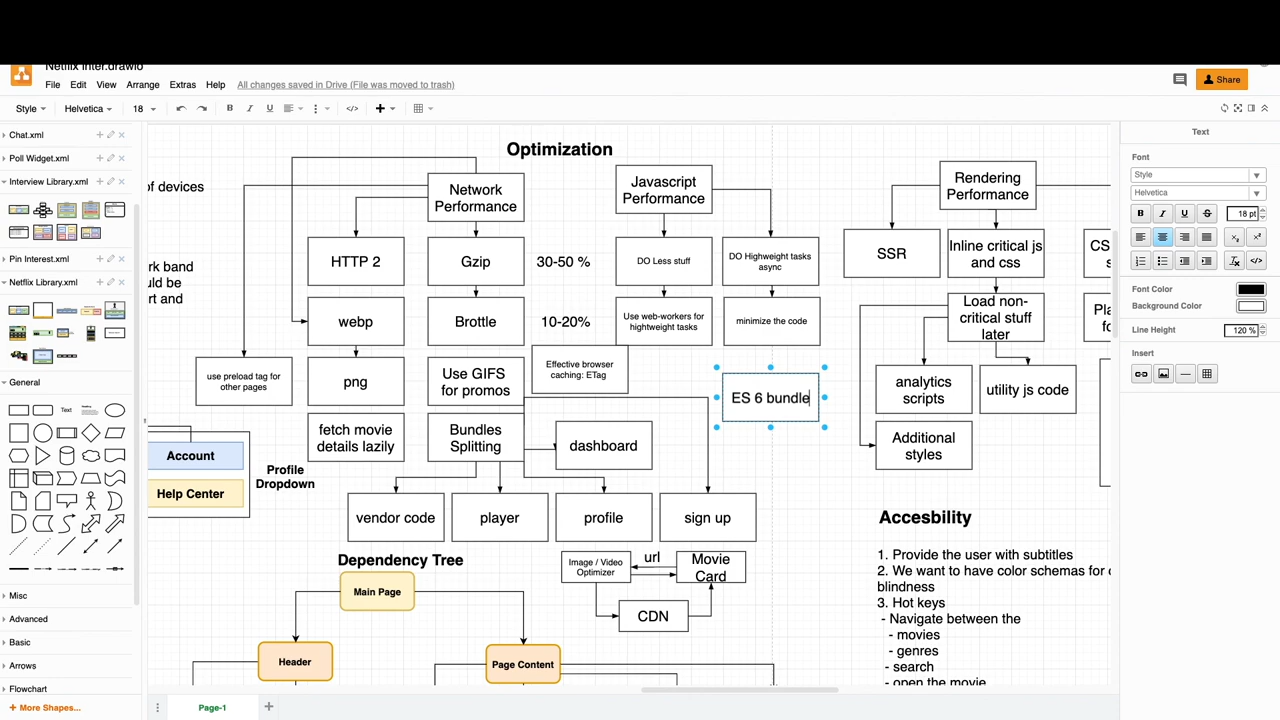 Netflix inter.drawio
File Edit View Arrange Extras Help All changes saved in Drive (File was moved to trash)
Share
Style Helvetica 18
Chat.xml
Poll Widget.xml
Interview Library.xml
Pin Interest.xml
Netflix Library.xml
General
Text
Heading
Misc
Advanced
Basic
Arrows
Flowchart
+ More Shapes...
of devices
rk band
uld be
rt and
Account
Help Center
Profile
Dropdown
Optimization
Network
Performance
HTTP 2
Gzip
30-50 %
webp
Brottle
10-20%
use preload tag for
other pages
png
Use GIFS
for promos
Effective browser
caching: ETag
fetch movie
details lazily
Bundles
Splitting
dashboard
vendor code
player
profile
sign up
Javascript
Performance
DO Less stuff
DO Highweight tasks
async
Use web-workers for
hightweight tasks
minimize the code
ES 6 bundle
Rendering
Performance
SSR
Inline critical js
and css
CS
s
Load non-
critical stuff
later
Pla
fo
analytics
scripts
utility js code
Additional
styles
Dependency Tree
Main Page
Header
Page Content
Image / Video
Optimizer
url
Movie
Card
CDN
Accesbility
1. Provide the user with subtitles
2. We want to have color schemas for c
blindness
3. Hot keys
- Navigate between the
- movies
- genres
- search
- open the movie
Page-1
Text
Font
Style
Helvetica
B I U S 18 pt
Font Color
Background Color
Line Height 120 %
Insert